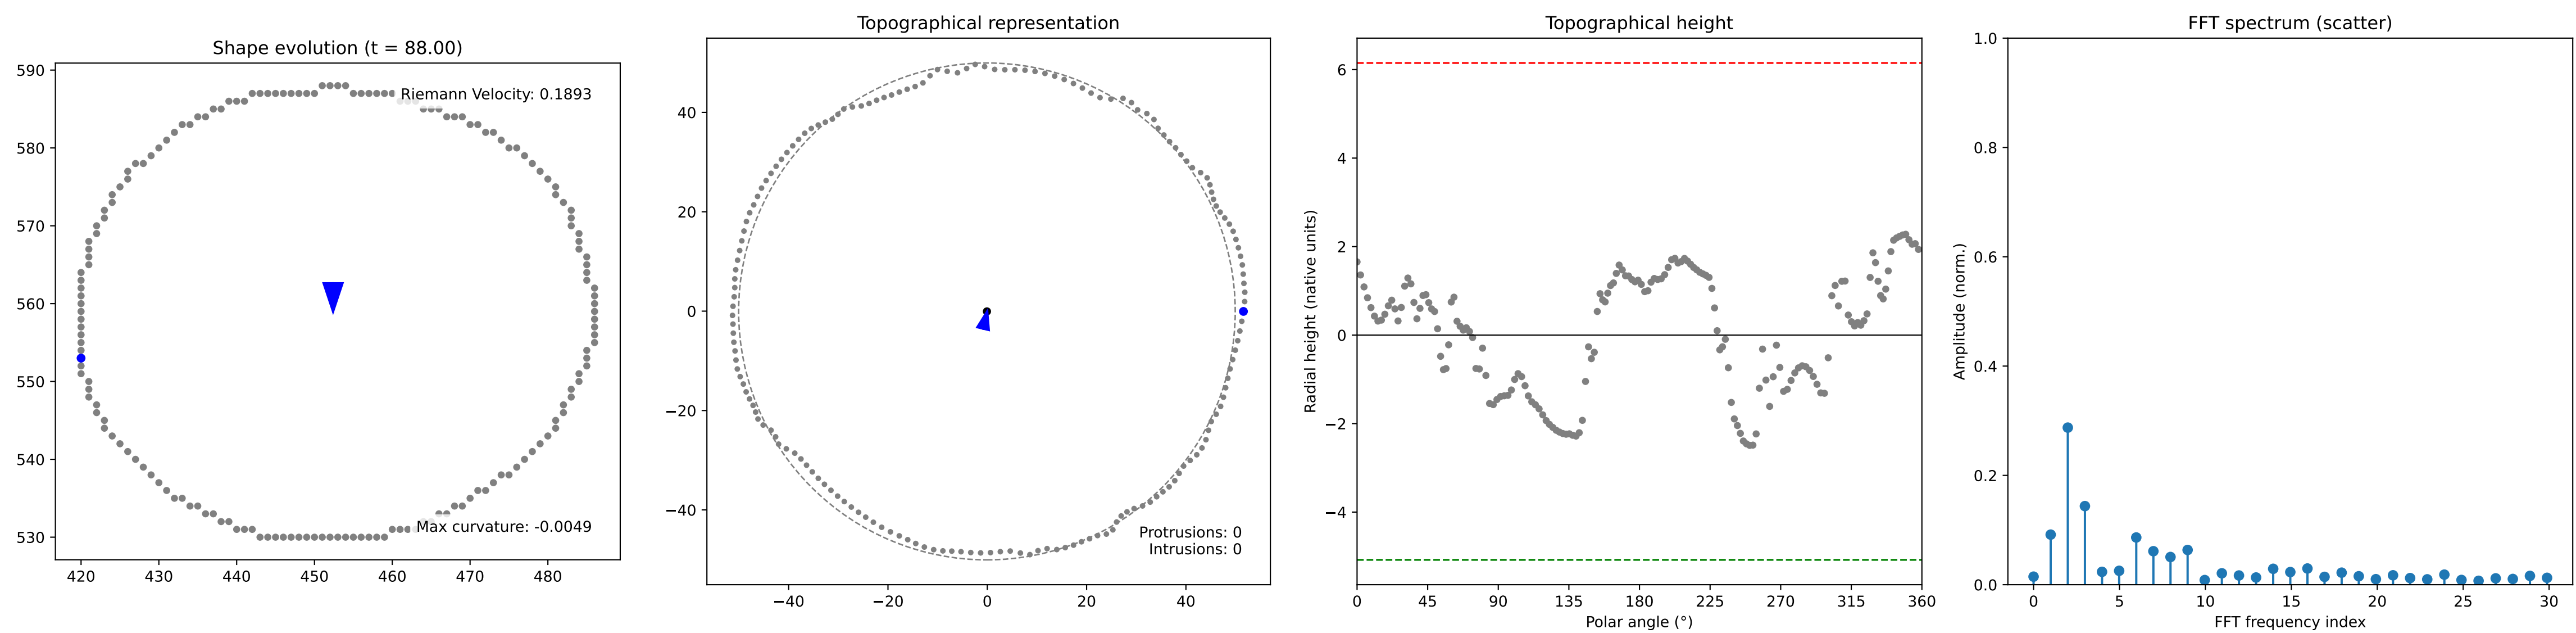 Shape evolution (t = 88.00)
590
580
570
560
550
540
530
420 430 440 450 460 470 480
Riemann Velocity: 0.1893
Max curvature: -0.0049
Topographical representation
40
20
0
−20
−40
−40 −20 0 20 40
Protrusions: 0
Intrusions: 0
Topographical height
Radial height (native units)
6
4
2
0
−2
−4
0 45 90 135 180 225 270 315 360
Polar angle (°)
FFT spectrum (scatter)
Amplitude (norm.)
1.0
0.8
0.6
0.4
0.2
0.0
0 5 10 15 20 25 30
FFT frequency index